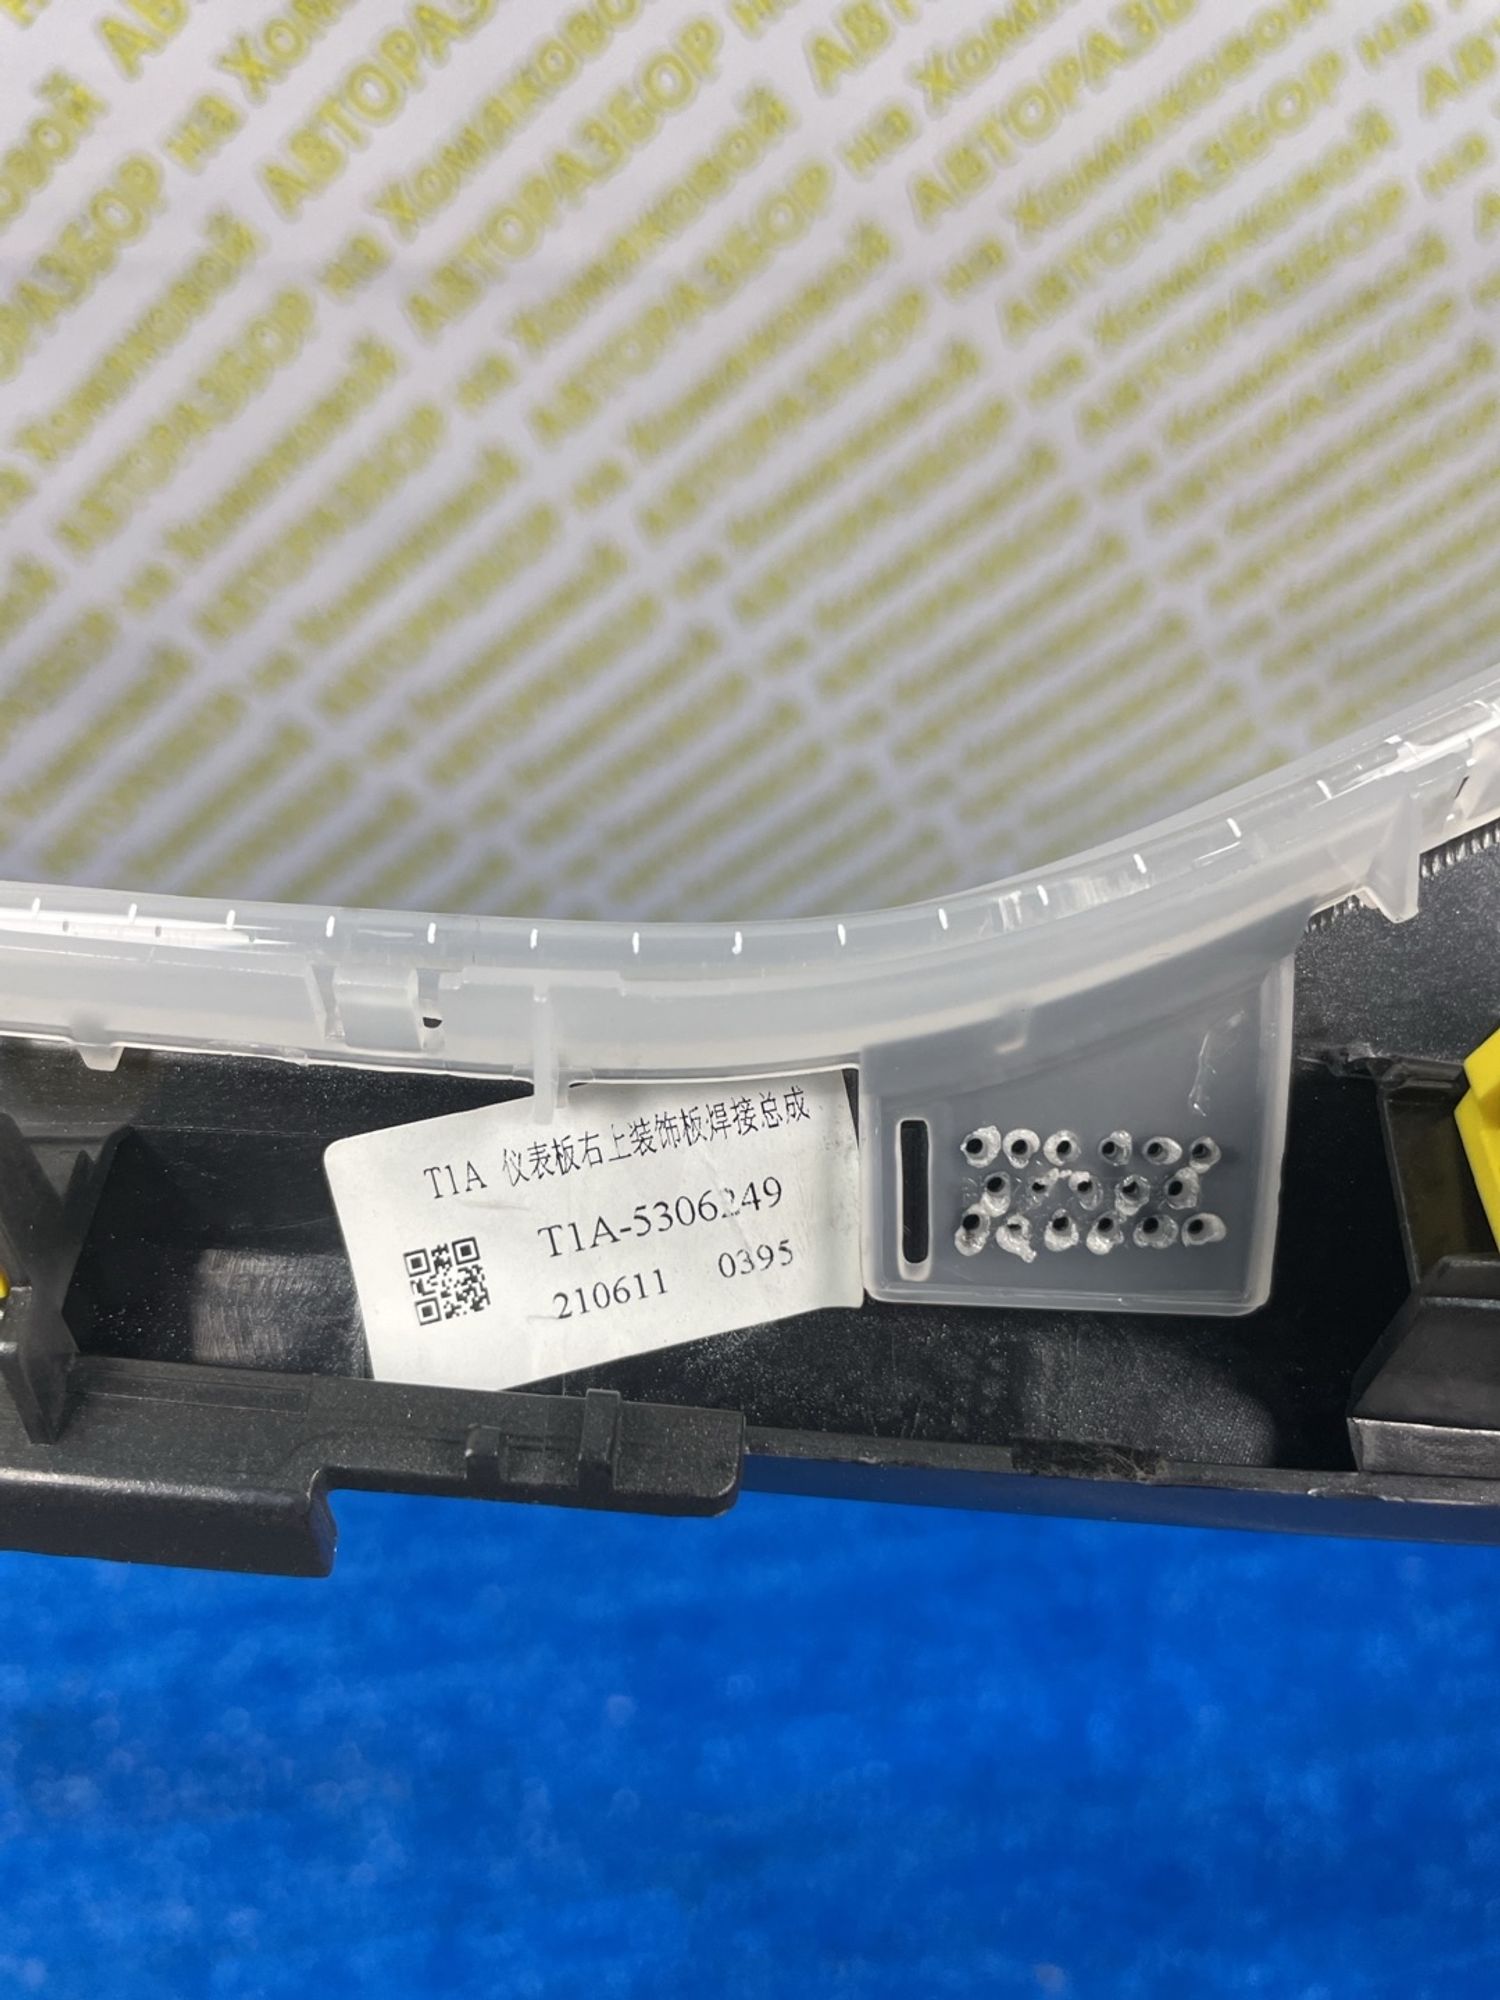 АВТОРАЗБОР на Хомяковой
T1A 仪表板右上装饰板焊接总成
T1A-5306249
210611 0395